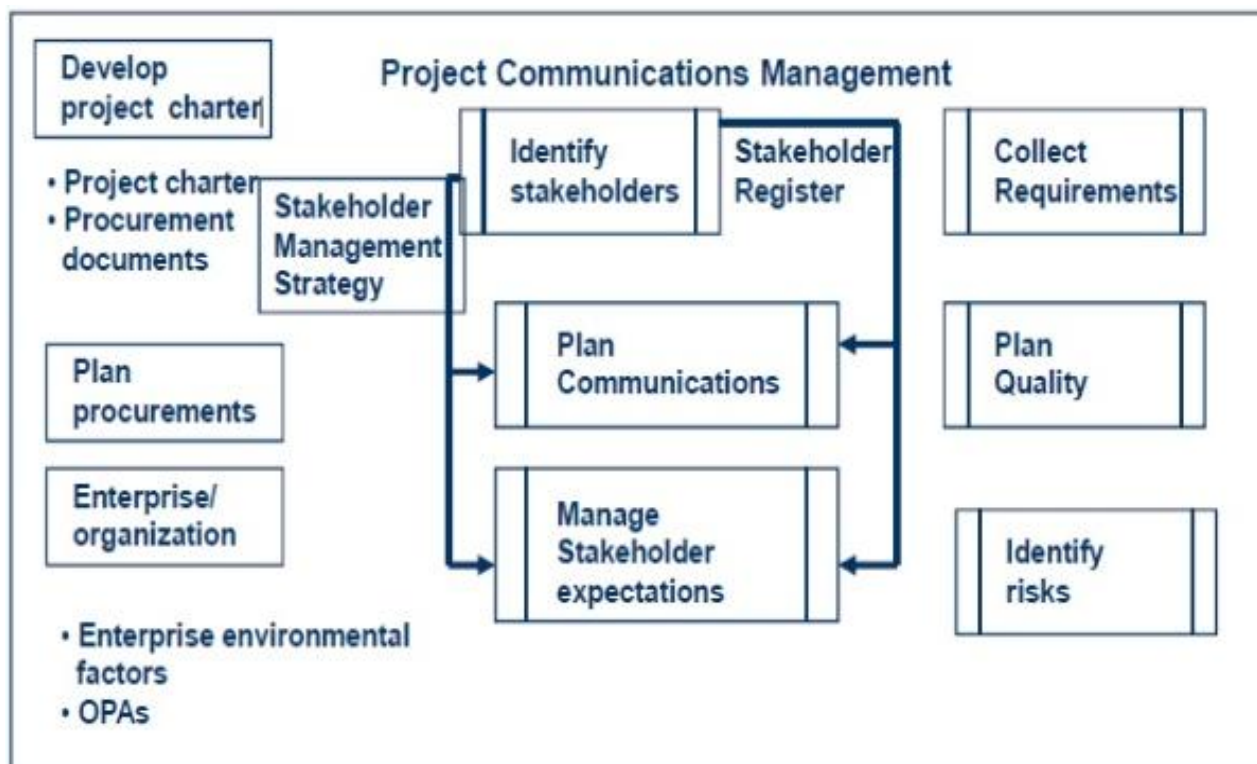 Develop
project charter
Project Communications Management
Identify
stakeholders
Stakeholder
Register
Collect
Requirements
• Project charter
• Procurement
documents
Stakeholder
Management
Strategy
Plan
procurements
Plan
Communications
Plan
Quality
Enterprise/
organization
Manage
Stakeholder
expectations
Identify
risks
• Enterprise environmental
factors
• OPAs